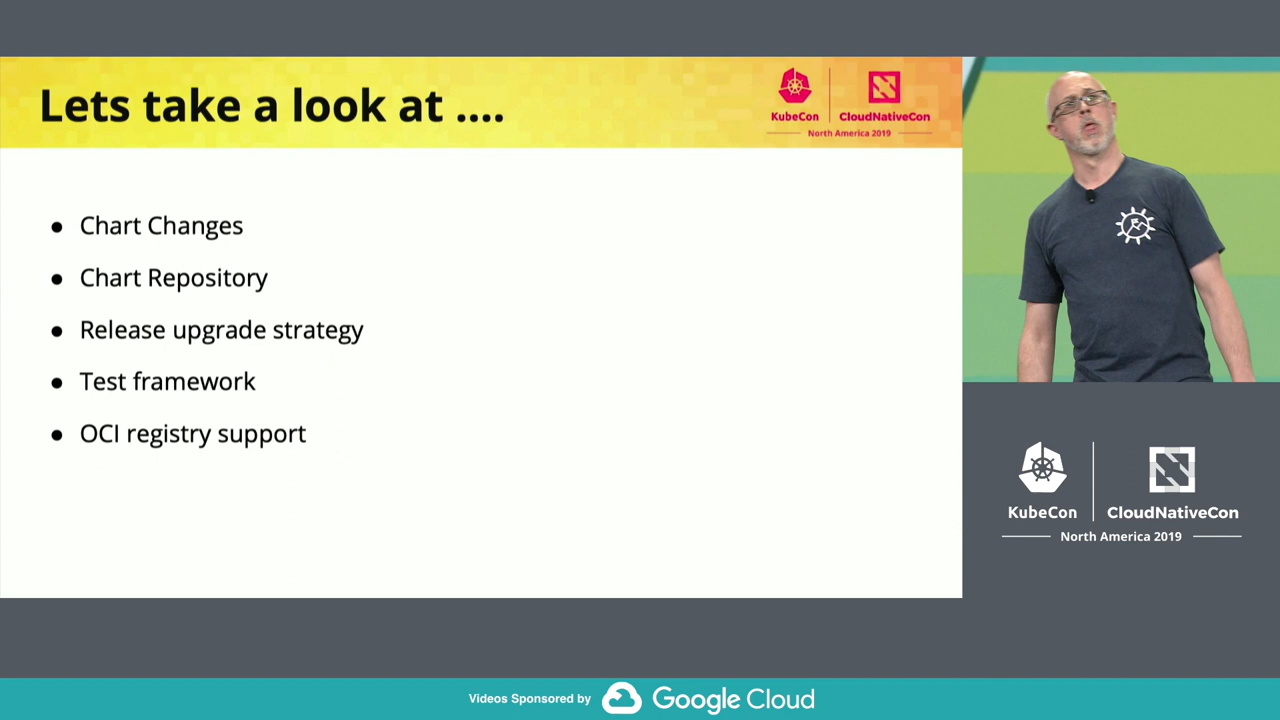 Lets take a look at ....
KubeCon
CloudNativeCon
North America 2019
● Chart Changes
● Chart Repository
● Release upgrade strategy
● Test framework
● OCI registry support
KubeCon
CloudNativeCon
North America 2019
Videos Sponsored by Google Cloud